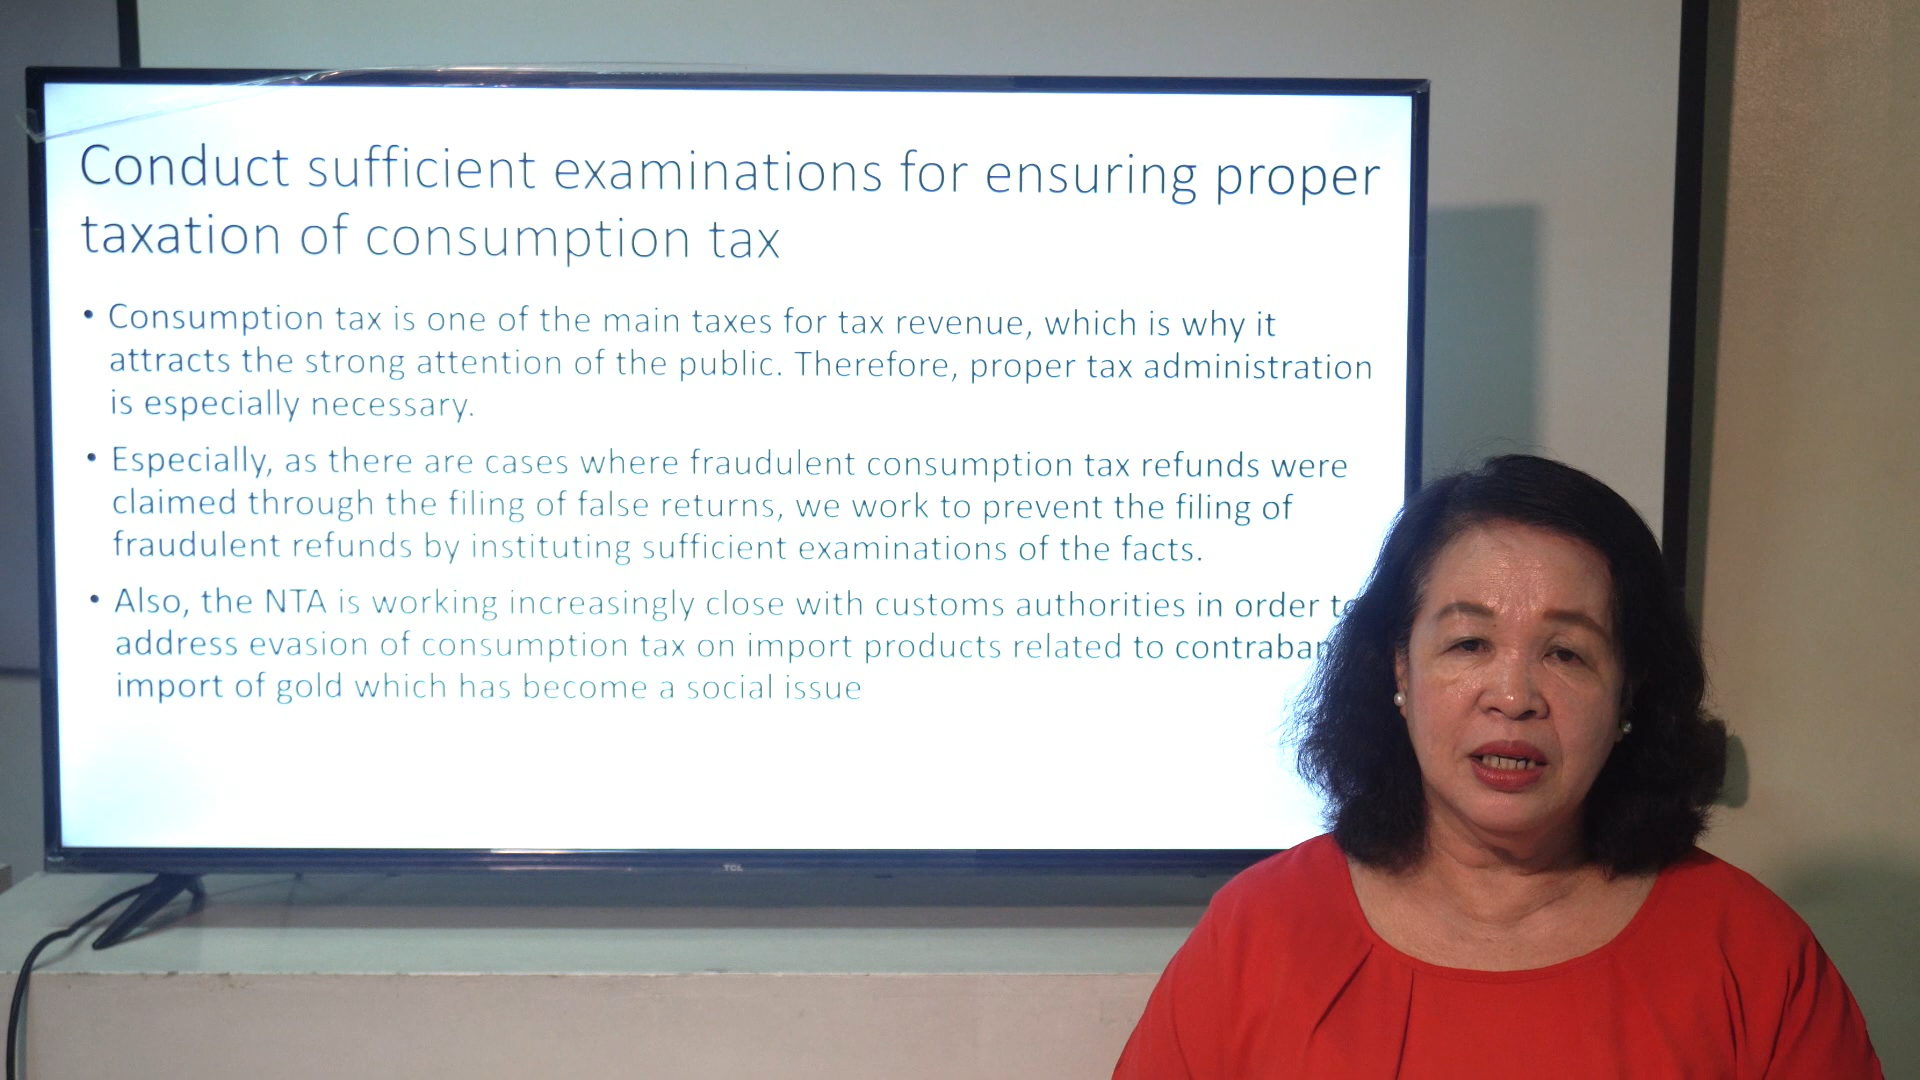 Conduct sufficient examinations for ensuring proper
taxation of consumption tax
• Consumption tax is one of the main taxes for tax revenue, which is why it
attracts the strong attention of the public. Therefore, proper tax administration
is especially necessary.
• Especially, as there are cases where fraudulent consumption tax refunds were
claimed through the filing of false returns, we work to prevent the filing of
fraudulent refunds by instituting sufficient examinations of the facts.
• Also, the NTA is working increasingly close with customs authorities in order to
address evasion of consumption tax on import products related to
import of gold which has become a social issue
TCL